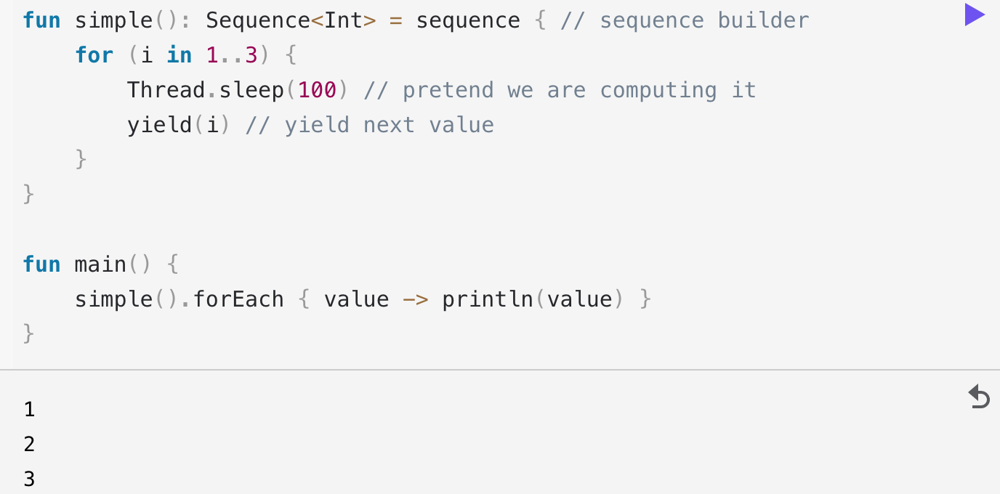 fun simple(): Sequence<Int> = sequence { // sequence builder
    for (i in 1..3) {
        Thread.sleep(100) // pretend we are computing it
        yield(i) // yield next value
    }
}

fun main() {
    simple().forEach { value -> println(value) }
}
1
2
3